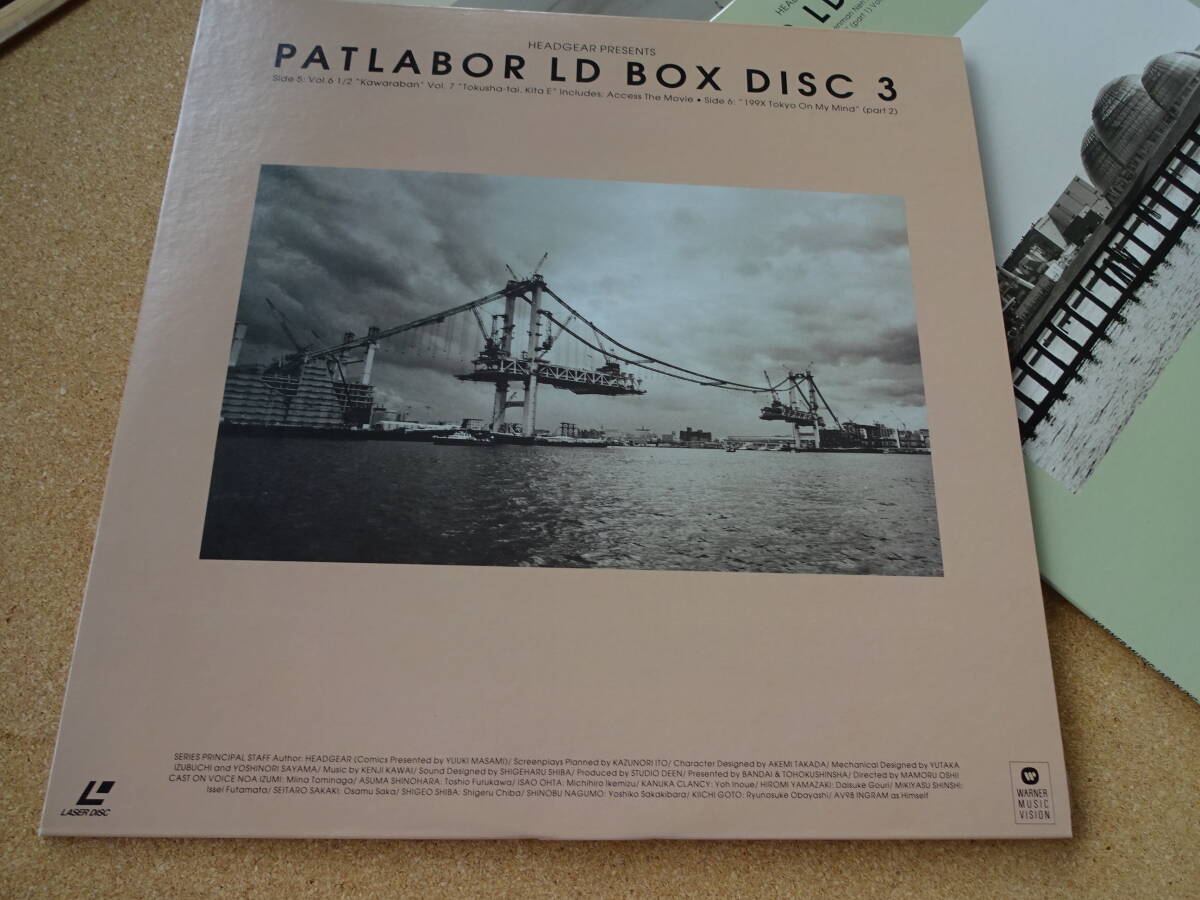 HEADGEAR PRESENTS
PATLABOR LD BOX DISC 3
Side 5: Vol.6 1/2 "Kawaraban" Vol. 7 "Tokusha-tai, Kita E" Includes: Access The Movie • Side 6: "199X Tokyo On My Mind" (part 2)
SERIES PRINCIPAL STAFF Author: HEADGEAR (Comics Presented by YUUKI MASAMI)/ Screenplays Planned by KAZUNORI ITO/ Character Designed by AKEMI TAKADA/ Mechanical Designed by YUTAKA
IZUBUCHI and YOSHINORI SAYAMA/ Music by KENJI KAWAI/ Sound Designed by SHIGEHARU SHIBA/ Produced by STUDIO DEEN/ Presented by BANDAI & TOHOKUSHINSHA/ Directed by MAMORU OSHII
CAST ON VOICE NOA IZUMI: Miina Tominaga/ ASUMA SHINOHARA: Toshio Furukawa/ ISAO OHTA: Michihiro Ikemizu/ KANUKA CLANCY: Yoh Inoue/ HIROMI YAMAZAKI: Daisuke Gouri/ MIKIYASU SHINSHI:
Issei Futamata/ SEITARO SAKAKI: Osamu Saka/ SHIGEO SHIBA: Shigeru Chiba/ SHINOBU NAGUMO: Yoshiko Sakakibara/ KIICHI GOTO: Ryunosuke Obayashi/ AV98 INGRAM as Himself
LASER DISC
WARNER
MUSIC
VISION
LD
(part 1)